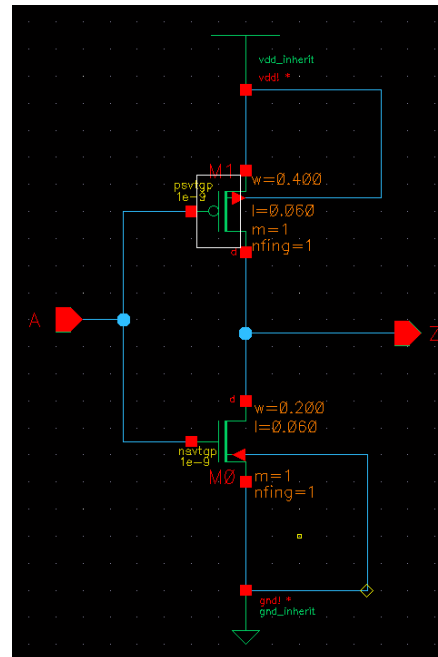 vdd_inherit
vdd! *
M1
w=0.400
psvtgp
1e-9
l=0.060
m=1
nfing=1
d
A
Z
d
w=0.200
l=0.060
nsvtgp
1e-9
M0
m=1
nfing=1
gnd! *
gnd_inherit